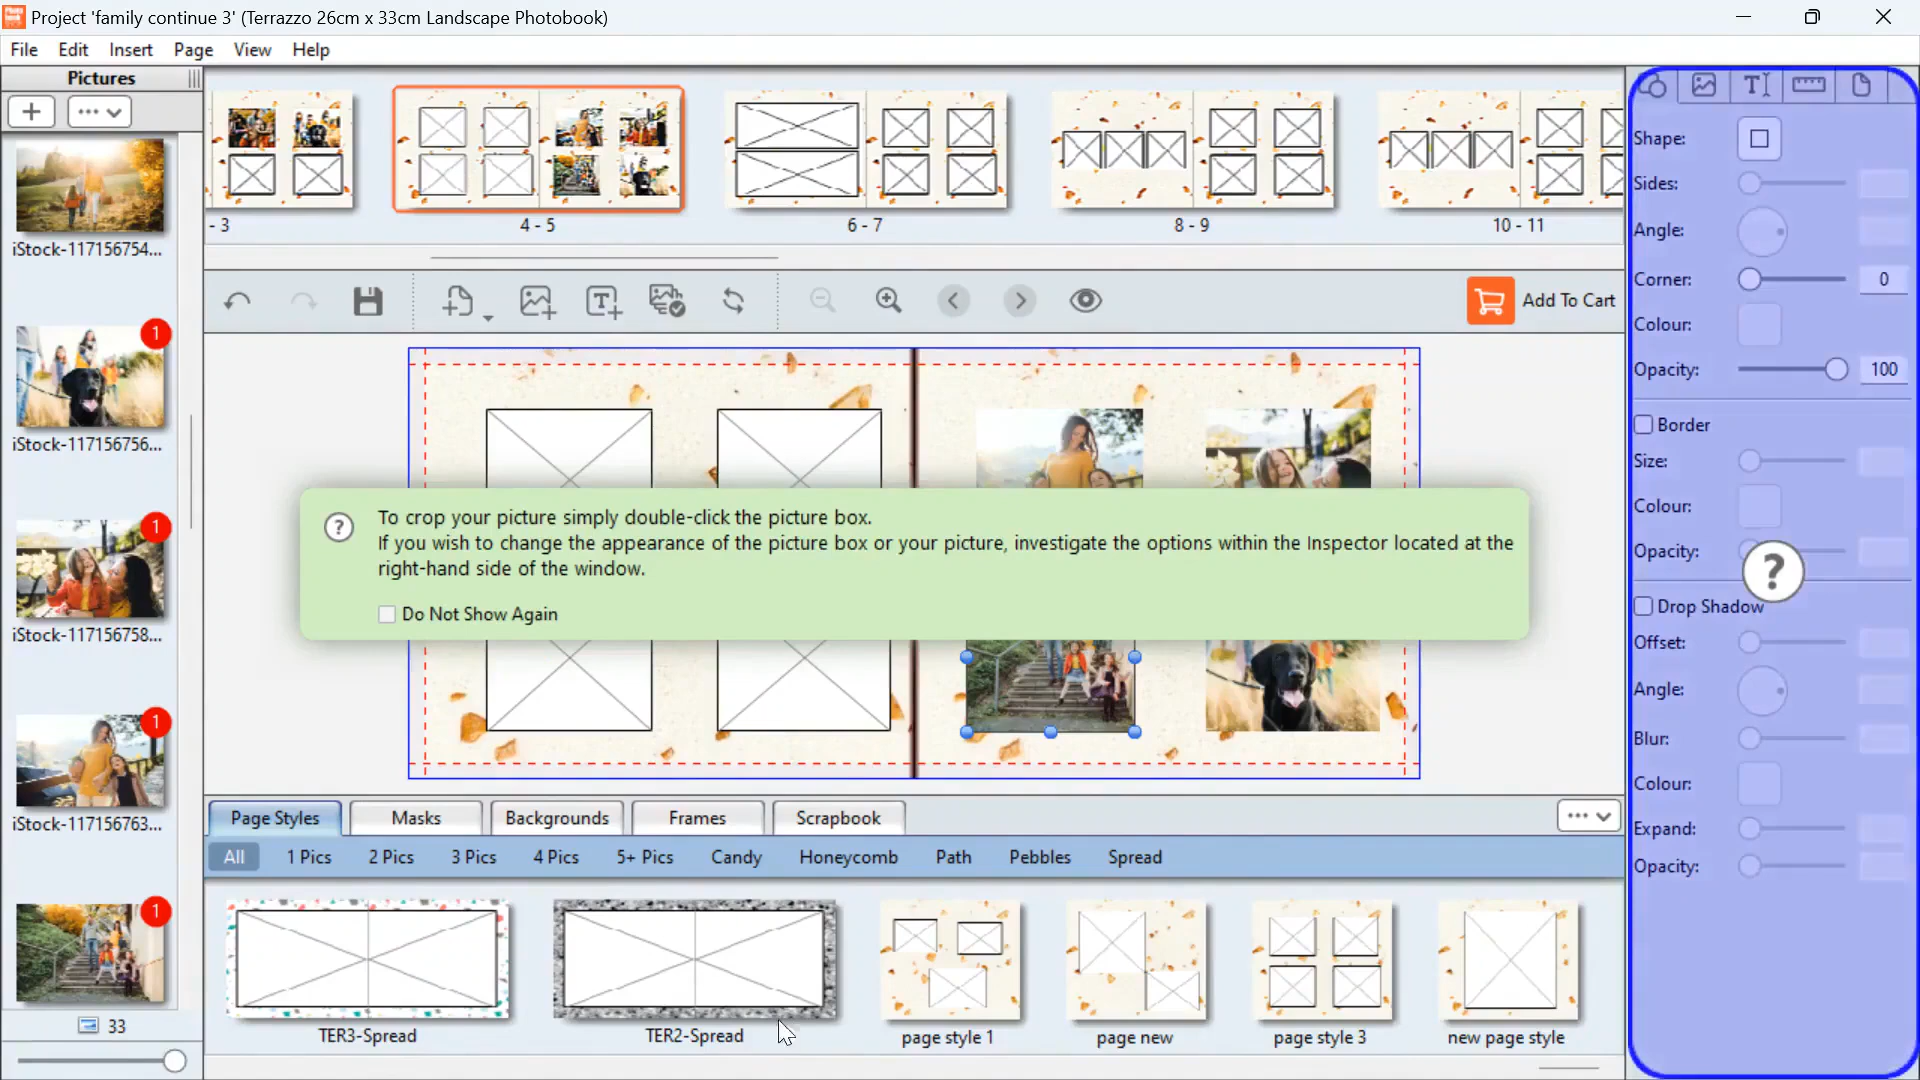 Project 'family continue 3' (Terrazzo 26cm x 33cm Landscape Photobook)
File Edit Insert Page View Help
Pictures
iStock-117156754...
1
iStock-117156756...
1
iStock-117156758...
1
iStock-117156763...
1
33
- 3
4 - 5
6 - 7
8 - 9
10 - 11
Add To Cart
To crop your picture simply double-click the picture box.
If you wish to change the appearance of the picture box or your picture, investigate the options within the Inspector located at the
right-hand side of the window.
Do Not Show Again
Page Styles Masks Backgrounds Frames Scrapbook
All 1 Pics 2 Pics 3 Pics 4 Pics 5+ Pics Candy Honeycomb Path Pebbles Spread
TER3-Spread
TER2-Spread
page style 1
page new
page style 3
new page style
Shape:
Sides:
Angle:
Corner: 0
Colour:
Opacity: 100
Border
Size:
Colour:
Opacity:
?
Drop Shadow
Offset:
Angle:
Blur:
Colour:
Expand:
Opacity: